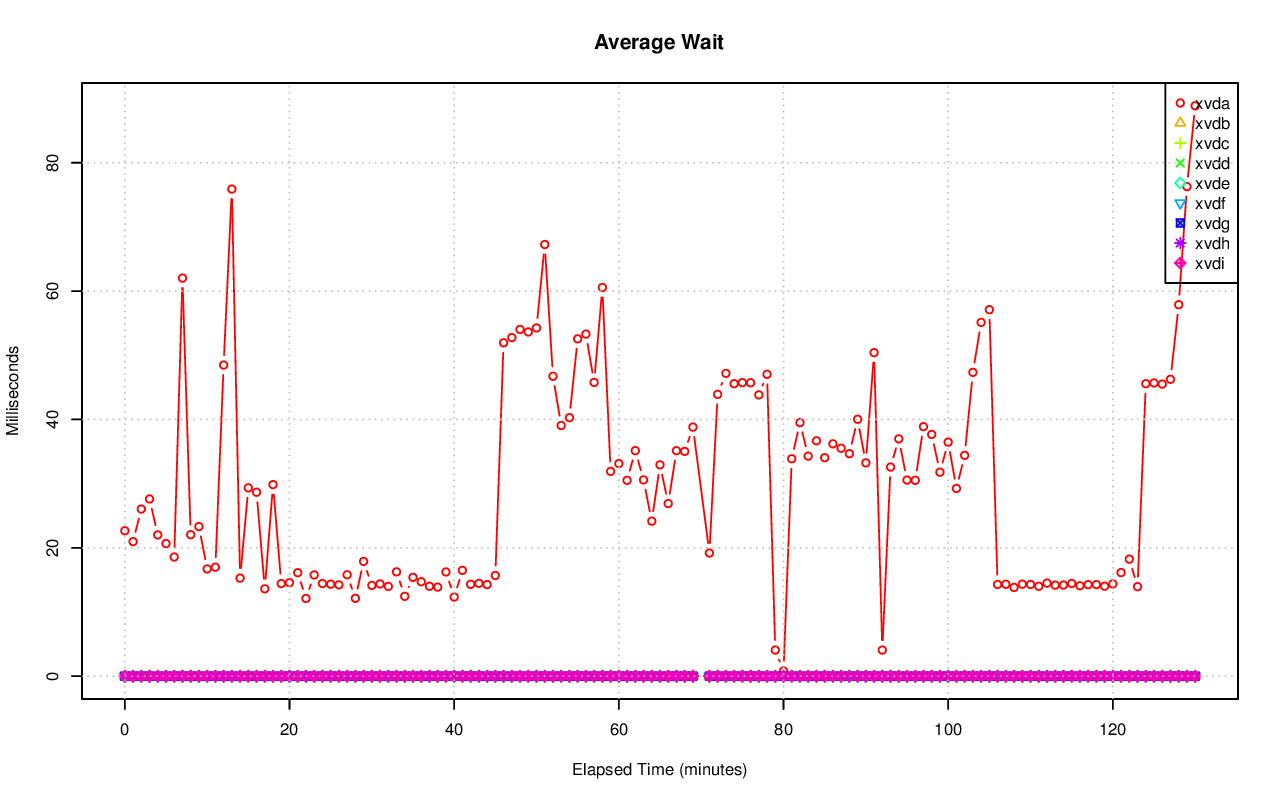 Average Wait
Milliseconds
80
60
40
20
0
xvda
xvdb
xvdc
xvdd
xvde
xvdf
xvdg
xvdh
xvdi
0 20 40 60 80 100 120
Elapsed Time (minutes)